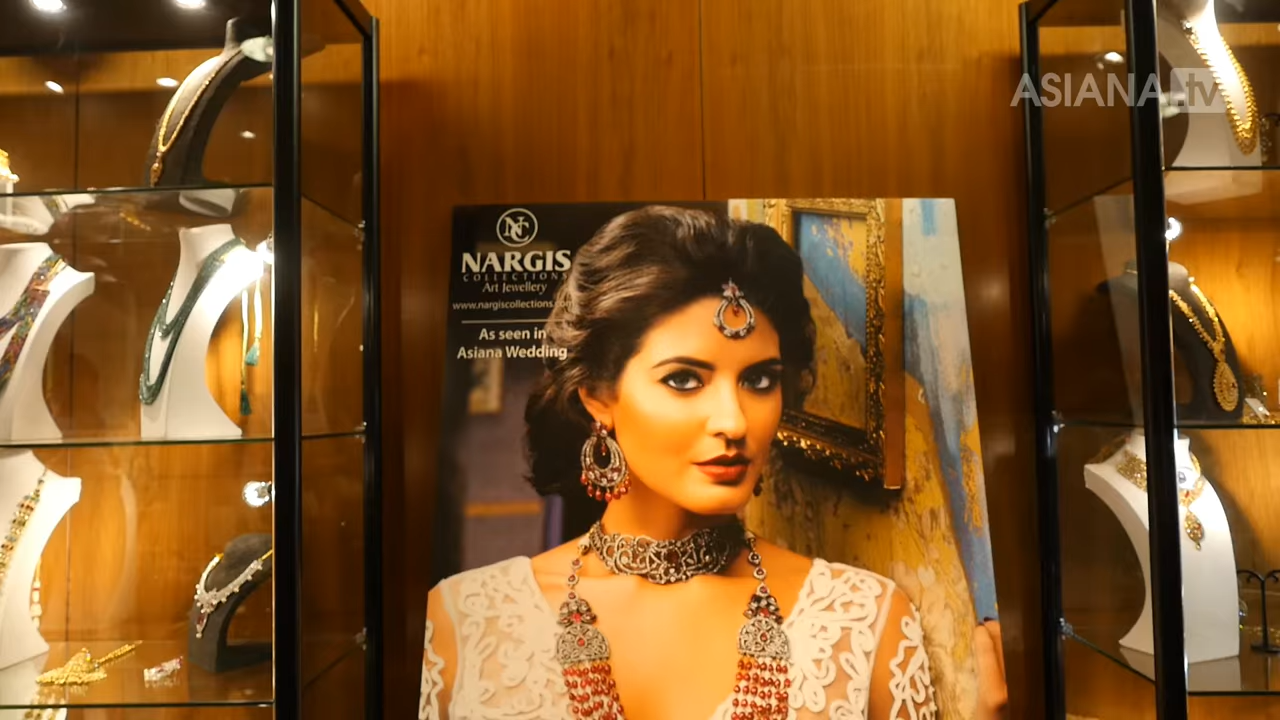 ASIANA.tv
NC
NARGIS
COLLECTIONS
Art Jewellery
www.nargiscollections.com
As seen in
Asiana Wedding